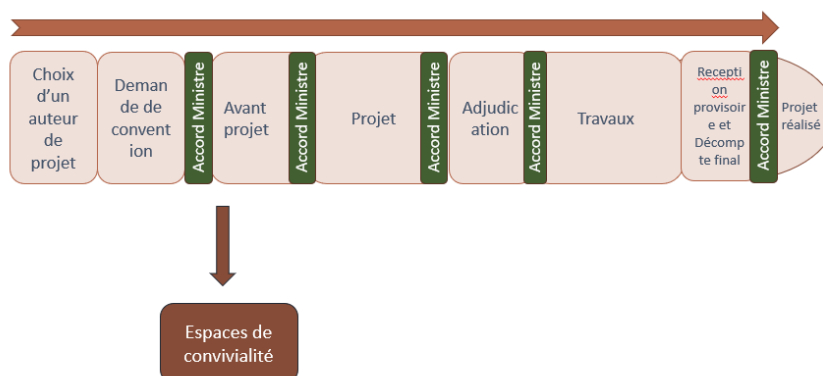 Choix
d'un
auteur
de
projet
Deman
de de
convent
ion
Accord Ministre
Avant
projet
Accord Ministre
Projet
Accord Ministre
Adjudic
ation
Accord Ministre
Travaux
Recepti
on
provisoir
e et
Décomp
te final
Accord Ministre
Projet
réalisé
Espaces de
convivialité